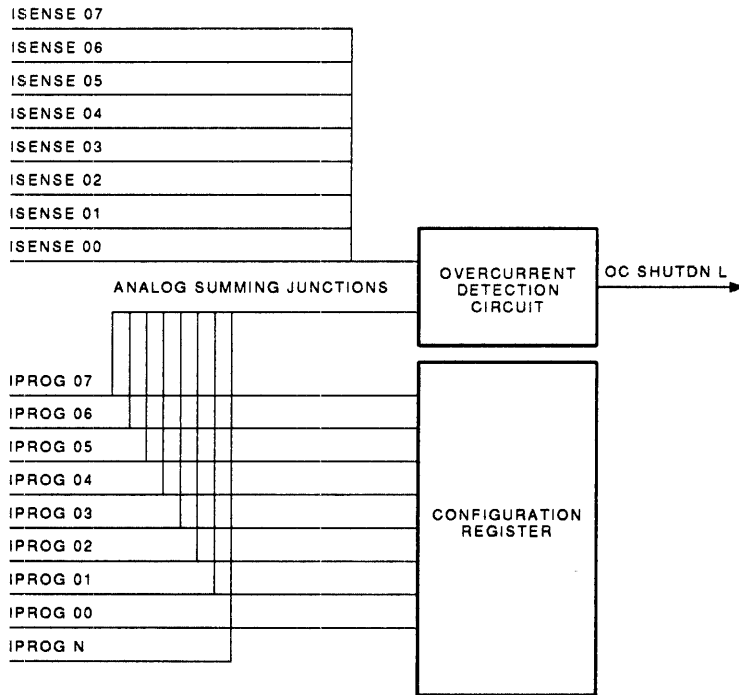 ISENSE 07
ISENSE 06
ISENSE 05
ISENSE 04
ISENSE 03
ISENSE 02
ISENSE 01
ISENSE 00
ANALOG SUMMING JUNCTIONS
OVERCURRENT
DETECTION
CIRCUIT
OC SHUTDN L
IPROG 07
IPROG 06
IPROG 05
IPROG 04
IPROG 03
IPROG 02
IPROG 01
IPROG 00
IPROG N
CONFIGURATION
REGISTER